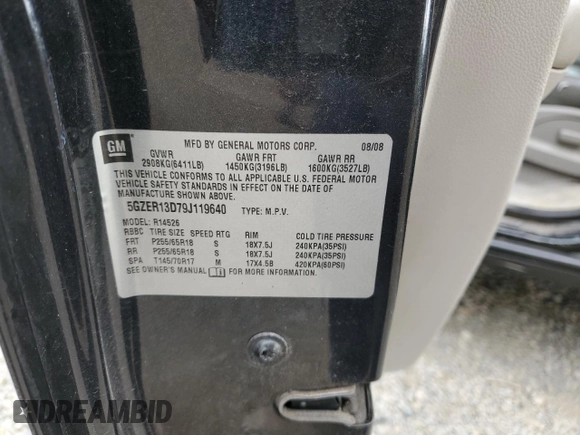 GM
MFD BY GENERAL MOTORS CORP. 08/08
GVWR GAWR FRT GAWR RR
2908KG(6411LB) 1450KG(3196LB) 1600KG(3527LB)
THIS VEHICLE CONFORMS TO ALL APPLICABLE U.S. FEDERAL MOTOR
VEHICLE SAFETY STANDARDS IN EFFECT ON THE DATE OF
MANUFACTURE SHOWN ABOVE.
5GZER13D79J119640 TYPE: M.P.V.
MODEL: R14526
RBBC TIRE SIZE SPEED RTG RIM COLD TIRE PRESSURE
FRT P255/65R18 S 18X7.5J 240KPA(35PSI)
RR P255/65R18 S 18X7.5J 240KPA(35PSI)
SPA T145/70R17 M 17X4.5B 420KPA(60PSI)
SEE OWNER'S MANUAL FOR MORE INFORMATION.
DREAMBID